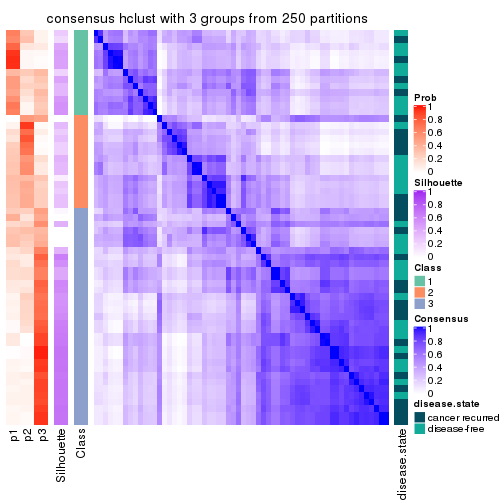 consensus hclust with 3 groups from 250 partitions
Prob
1
0.8
0.6
0.4
0.2
0
Silhouette
1
0.8
0.6
0.4
0.2
0
Class
1
2
3
Consensus
1
0.8
0.6
0.4
0.2
0
disease.state
cancer recurred
disease-free
p1
p2
p3
Silhouette
Class
disease.state